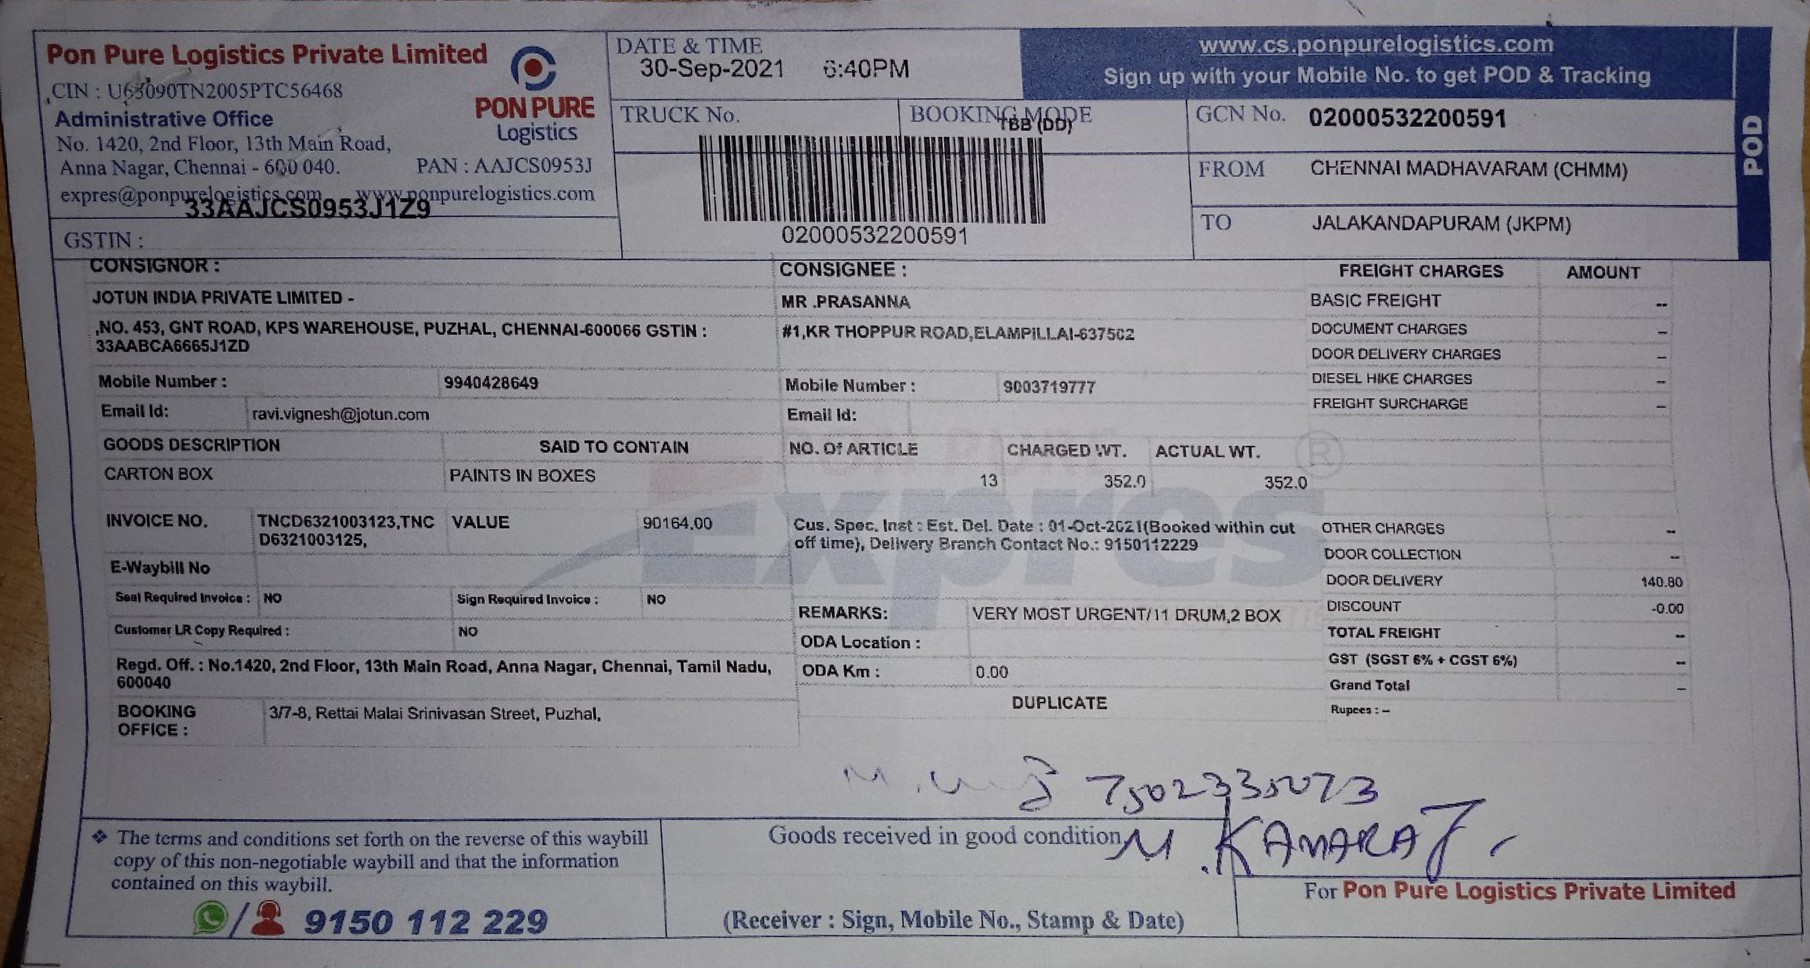 Pon Pure Logistics Private Limited
CIN : U63090TN2005PTC56468
Administrative Office
No. 1420, 2nd Floor, 13th Main Road,
Anna Nagar, Chennai - 600 040. PAN : AAJCS0953J
expres@ponpurelogistics.com www.ponpurelogistics.com
33AAJCS0953J1Z9
GSTIN :
PON PURE
Logistics
DATE & TIME
30-Sep-2021 6:40PM
TRUCK No. BOOKING MODE
TBB (DD)
02000532200591
www.cs.ponpurelogistics.com
Sign up with your Mobile No. to get POD & Tracking
GCN No. 02000532200591
FROM CHENNAI MADHAVARAM (CHMM)
TO JALAKANDAPURAM (JKPM)
POD
CONSIGNOR :
JOTUN INDIA PRIVATE LIMITED -
,NO. 453, GNT ROAD, KPS WAREHOUSE, PUZHAL, CHENNAI-600066 GSTIN :
33AABCA6665J1ZD
Mobile Number : 9940428649
Email Id: ravi.vignesh@jotun.com
CONSIGNEE :
MR .PRASANNA
#1,KR THOPPUR ROAD,ELAMPILLAI-637502
Mobile Number : 9003719777
Email Id:
FREIGHT CHARGES AMOUNT
BASIC FREIGHT --
DOCUMENT CHARGES --
DOOR DELIVERY CHARGES --
DIESEL HIKE CHARGES --
FREIGHT SURCHARGE --
GOODS DESCRIPTION SAID TO CONTAIN NO. Of ARTICLE CHARGED WT. ACTUAL WT.
CARTON BOX PAINTS IN BOXES 13 352.0 352.0
PON PURE
Expres ®
INVOICE NO. TNCD6321003123,TNC VALUE 90164.00
D6321003125,
E-Waybill No
Seal Required Invoice : NO Sign Required Invoice : NO
Customer LR Copy Required : NO
Regd. Off. : No.1420, 2nd Floor, 13th Main Road, Anna Nagar, Chennai, Tamil Nadu,
600040
BOOKING 3/7-8, Rettai Malai Srinivasan Street, Puzhal,
OFFICE :
Cus. Spec. Inst : Est. Del. Date : 01-Oct-2021(Booked within cut
off time), Delivery Branch Contact No.: 9150112229
REMARKS: VERY MOST URGENT/11 DRUM,2 BOX
ODA Location :
ODA Km : 0.00
DUPLICATE
OTHER CHARGES --
DOOR COLLECTION --
DOOR DELIVERY 140.80
DISCOUNT -0.00
TOTAL FREIGHT --
GST (SGST 6% + CGST 6%) --
Grand Total --
Rupees : --
7502335073
M. KAMARAJ
❖ The terms and conditions set forth on the reverse of this waybill
copy of this non-negotiable waybill and that the information
contained on this waybill.
/ 9150 112 229
Goods received in good condition
(Receiver : Sign, Mobile No., Stamp & Date)
For Pon Pure Logistics Private Limited